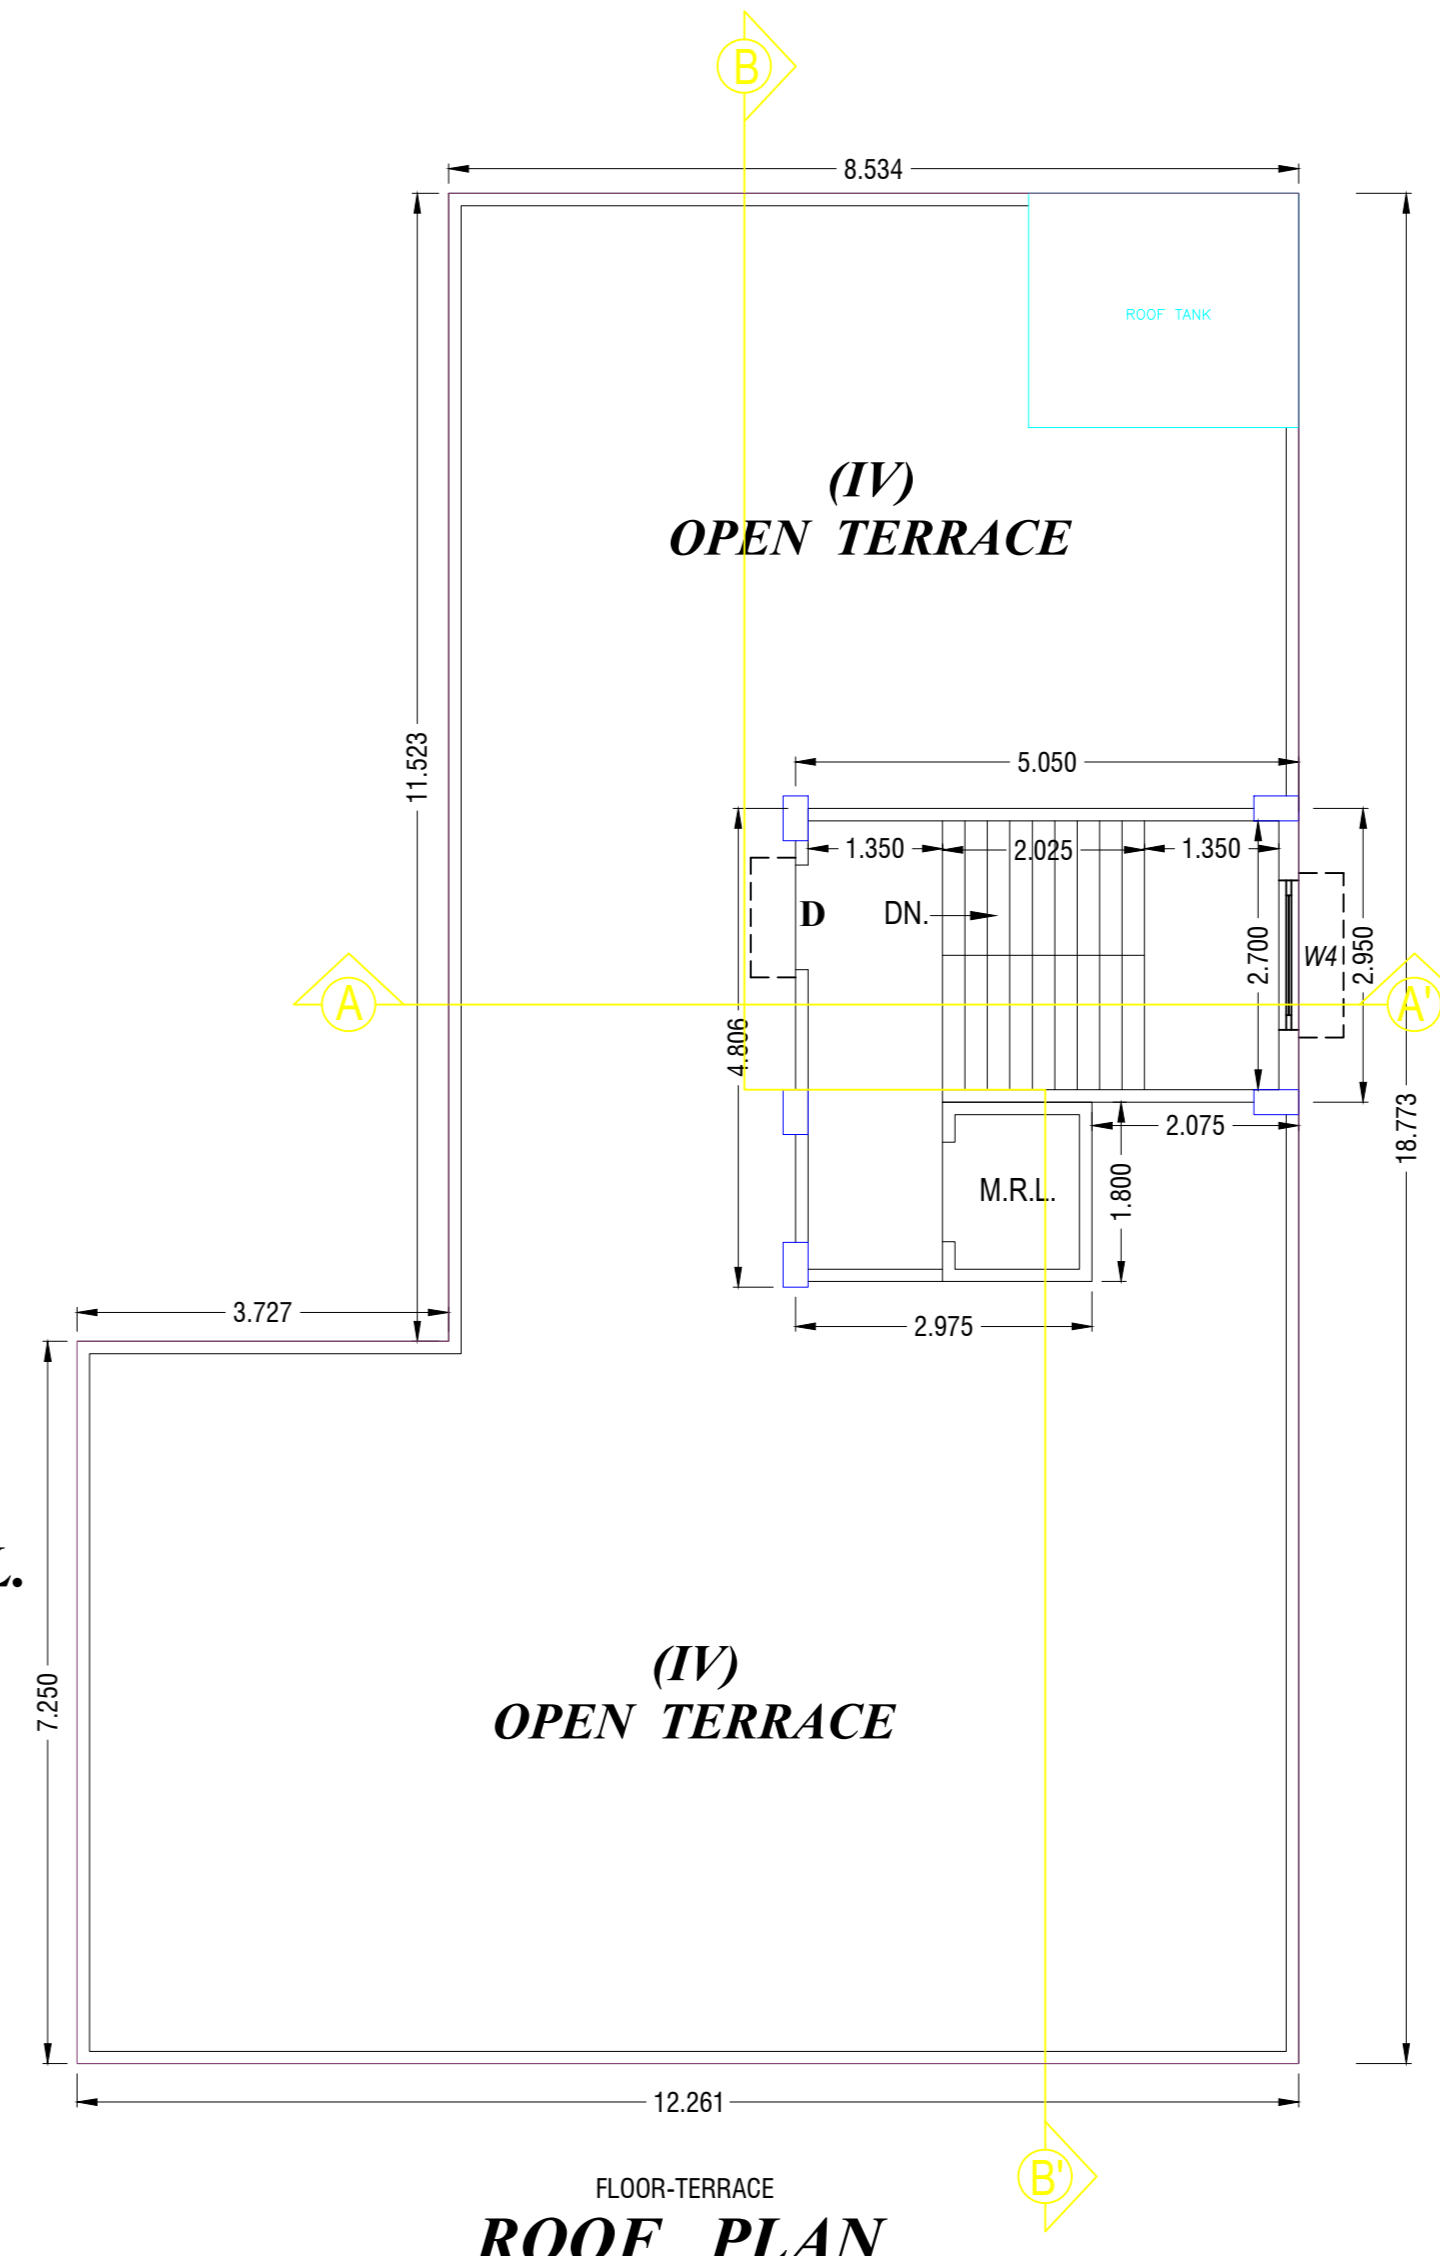 B
8.534
ROOF TANK
(IV)
OPEN TERRACE
11.523
5.050
1.350
2.025
1.350
D
DN.
2.700
W4
2.950
A
A'
4.806
18.773
2.075
M.R.L.
1.800
3.727
2.975
L.
(IV)
OPEN TERRACE
7.250
12.261
B'
FLOOR-TERRACE
ROOF PLAN